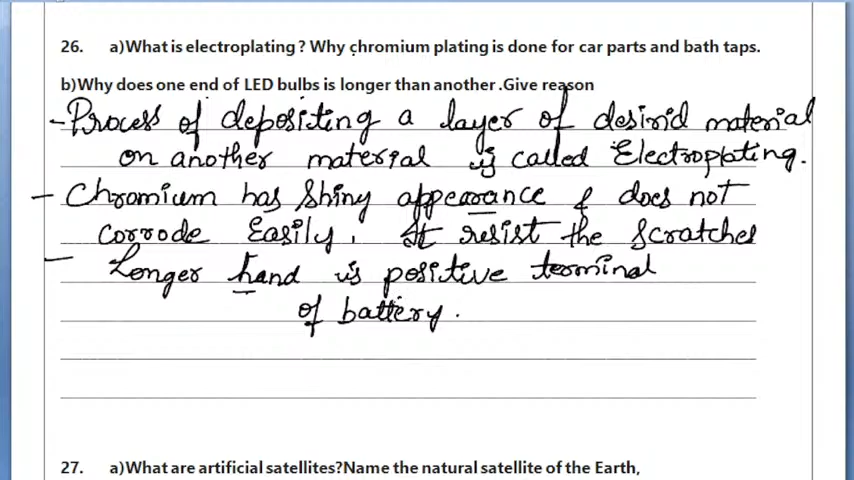 26. a)What is electroplating ? Why chromium plating is done for car parts and bath taps.
b)Why does one end of LED bulbs is longer than another .Give reason
- Process of depositing a layer of desirid material
on another material is called Electroplating.
- Chromium has Shiny appearance & does not
corrode Easily. It resist the Scratches
- Longer hand is positive terminal
of battery.
27. a)What are artificial satellites?Name the natural satellite of the Earth,